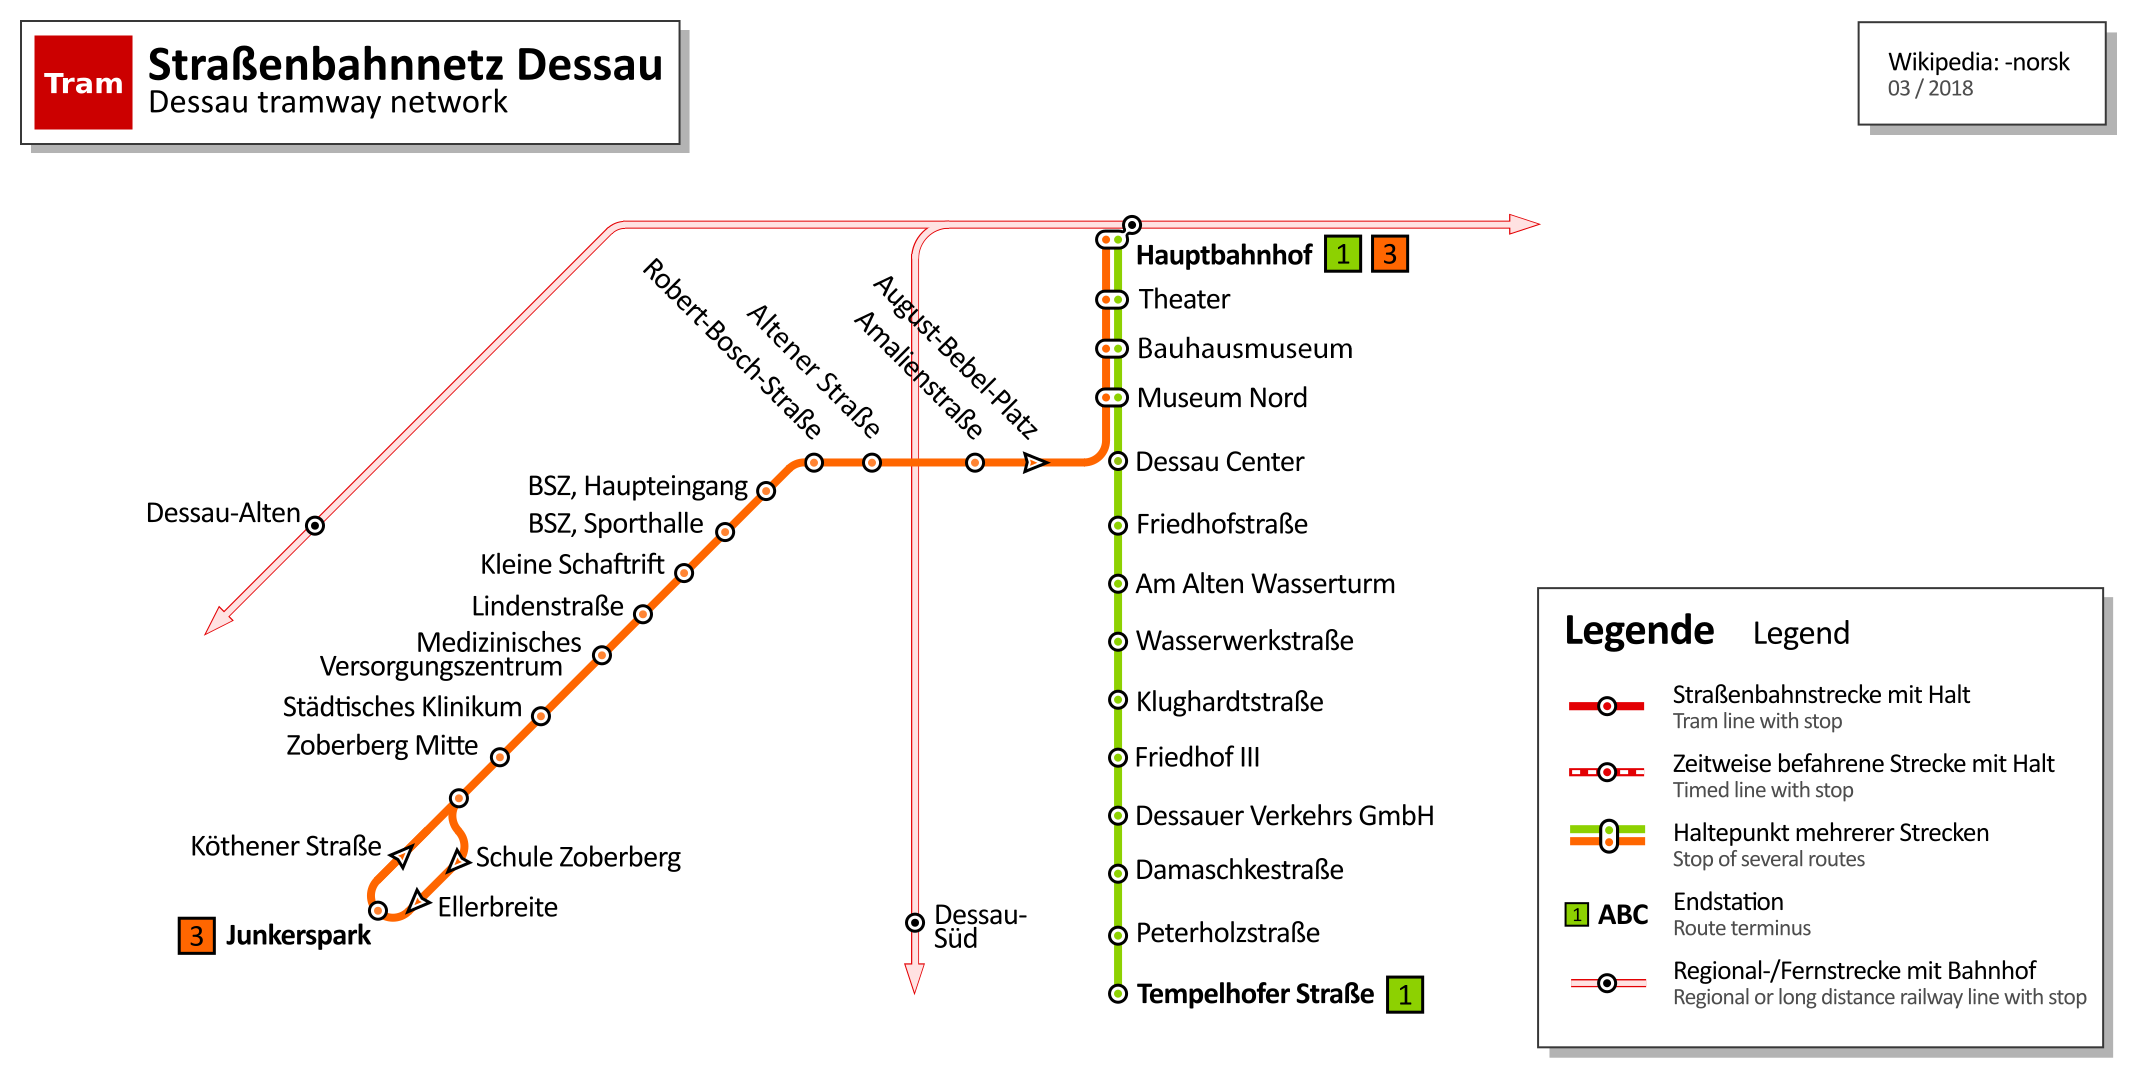 Tram
Straßenbahnnetz Dessau
Dessau tramway network
Wikipedia: -norsk
03 / 2018
Hauptbahnhof 1 3
Theater
Bauhausmuseum
Museum Nord
Dessau Center
Friedhofstraße
Am Alten Wasserturm
Wasserwerkstraße
Klughardtstraße
Friedhof III
Dessauer Verkehrs GmbH
Damaschkestraße
Peterholzstraße
Tempelhofer Straße 1
August-Bebel-Platz
Amalienstraße
Altener Straße
Robert-Bosch-Straße
BSZ, Haupteingang
BSZ, Sporthalle
Kleine Schaftrift
Lindenstraße
Medizinisches
Versorgungszentrum
Städtisches Klinikum
Zoberberg Mitte
Köthener Straße
Schule Zoberberg
Ellerbreite
3 Junkerspark
Dessau-Alten
Dessau-
Süd
Legende Legend
Straßenbahnstrecke mit Halt
Tram line with stop
Zeitweise befahrene Strecke mit Halt
Timed line with stop
Haltepunkt mehrerer Strecken
Stop of several routes
1 ABC
Endstation
Route terminus
Regional-/Fernstrecke mit Bahnhof
Regional or long distance railway line with stop